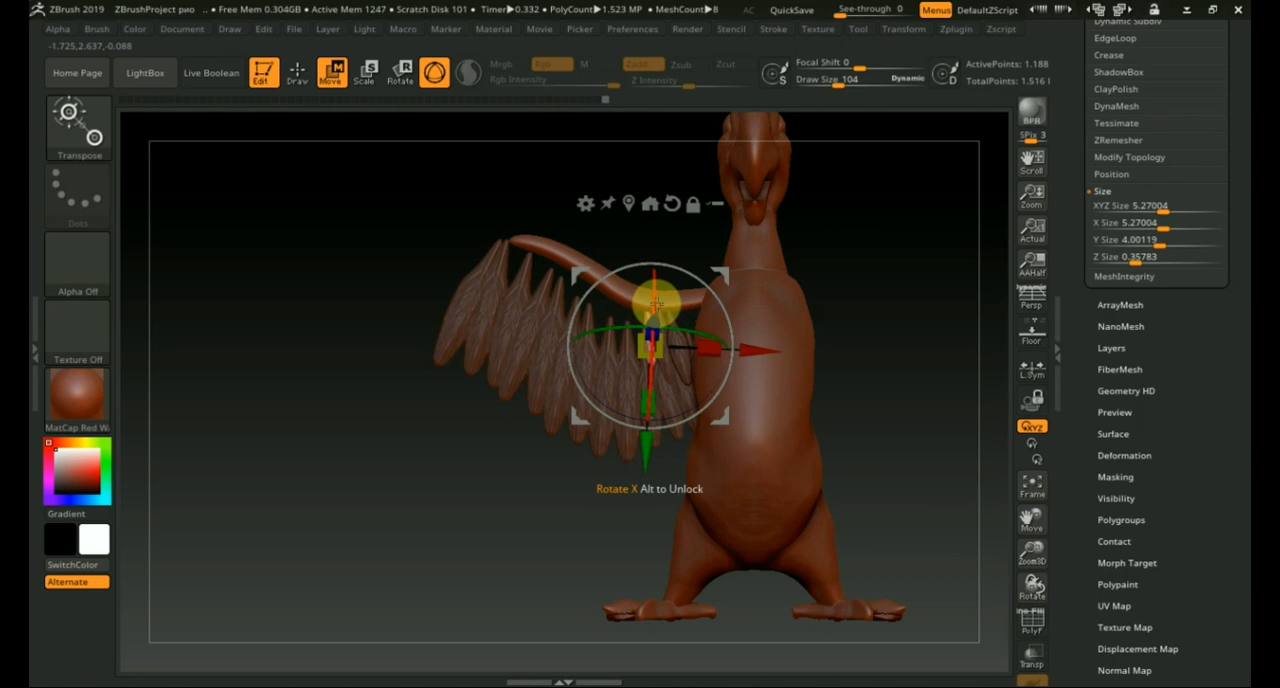 ZBrush 2019 ZBrushProject рио .. • Free Mem 0.304GB • Active Mem 1247 • Scratch Disk 101 • Timer▶0.332 • PolyCount▶1.523 MP • MeshCount▶8 AC QuickSave See-through 0 Menus DefaultZScript
Alpha Brush Color Document Draw Edit File Layer Light Macro Marker Material Movie Picker Preferences Render Stencil Stroke Texture Tool Transform Zplugin Zscript
-1.725,2.637,-0.088
Home Page LightBox Live Boolean Edit Draw Move Scale Rotate
Mrgb Rgb M Zadd Zsub Zcut
Rgb Intensity Z Intensity
S Focal Shift 0
Draw Size 104 Dynamic D
ActivePoints: 1.188
TotalPoints: 1.516
Transpose
Dots
Alpha Off
Texture Off
MatCap Red W
Gradient
SwitchColor
Alternate
Rotate X Alt to Unlock
BPR
SPix 3
Scroll
Zoom
Actual
AAHalf
Dynamic
Persp
Floor
L.Sym
XYZ
Frame
Move
Zoom3D
Rotate
Line Fill
PolyF
Transp
Dynamic Subdiv
EdgeLoop
Crease
ShadowBox
ClayPolish
DynaMesh
Tessimate
ZRemesher
Modify Topology
Position
Size
XYZ Size 5.27004
X Size 5.27004
Y Size 4.00119
Z Size 0.35783
MeshIntegrity
ArrayMesh
NanoMesh
Layers
FiberMesh
Geometry HD
Preview
Surface
Deformation
Masking
Visibility
Polygroups
Contact
Morph Target
Polypaint
UV Map
Texture Map
Displacement Map
Normal Map